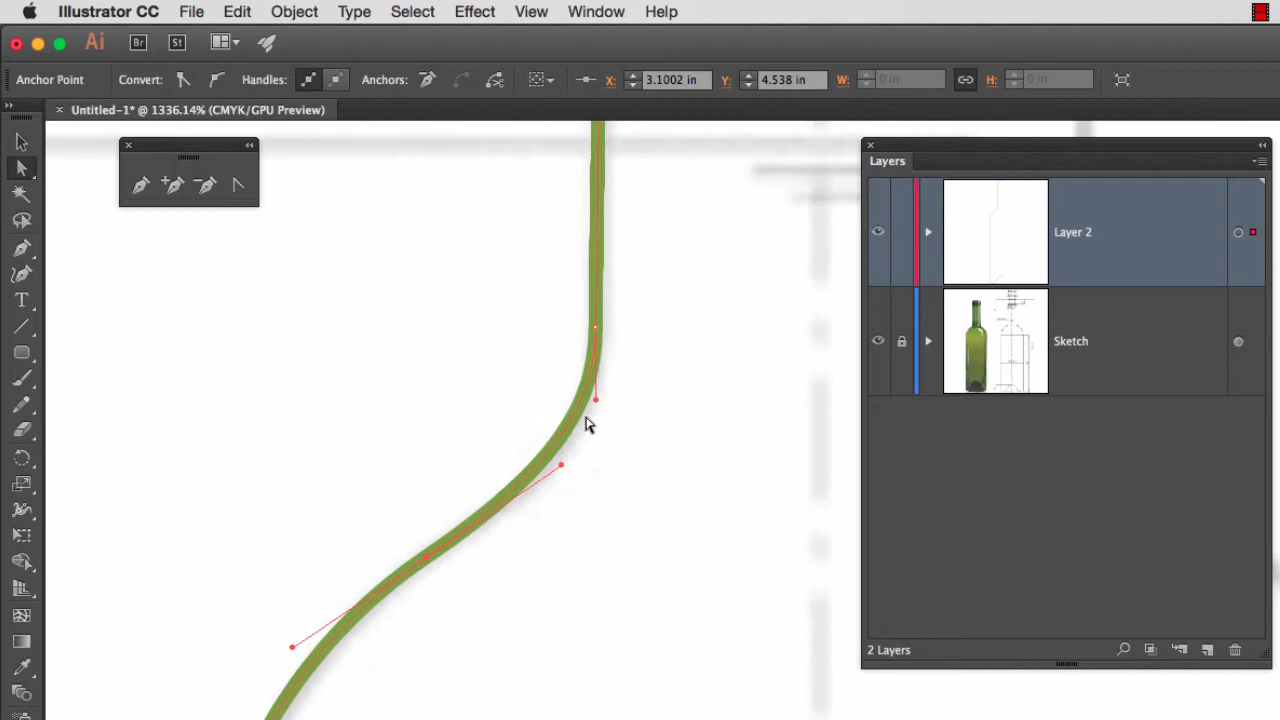 Illustrator CC File Edit Object Type Select Effect View Window Help
Ai Br St
Anchor Point Convert: Handles: Anchors: X: 3.1002 in Y: 4.538 in W: 0 in H: 0 in
Untitled-1* @ 1336.14% (CMYK/GPU Preview)
Layers
Layer 2
Sketch
2 Layers